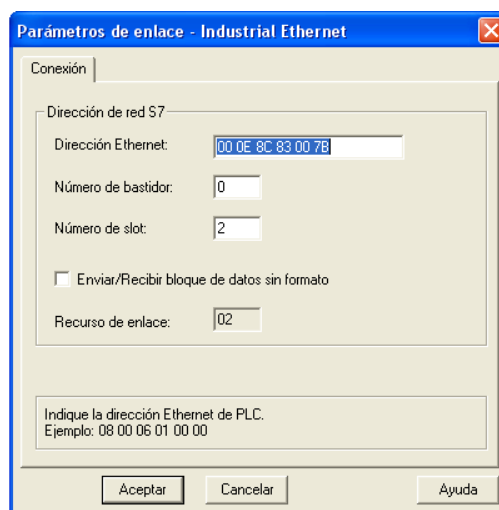 Parámetros de enlace - Industrial Ethernet
Conexión
Dirección de red S7
Dirección Ethernet: 00 0E 8C 83 00 7B
Número de bastidor: 0
Número de slot: 2
Enviar/Recibir bloque de datos sin formato
Recurso de enlace: 02
Indique la dirección Ethernet de PLC.
Ejemplo: 08 00 06 01 00 00
Aceptar Cancelar Ayuda